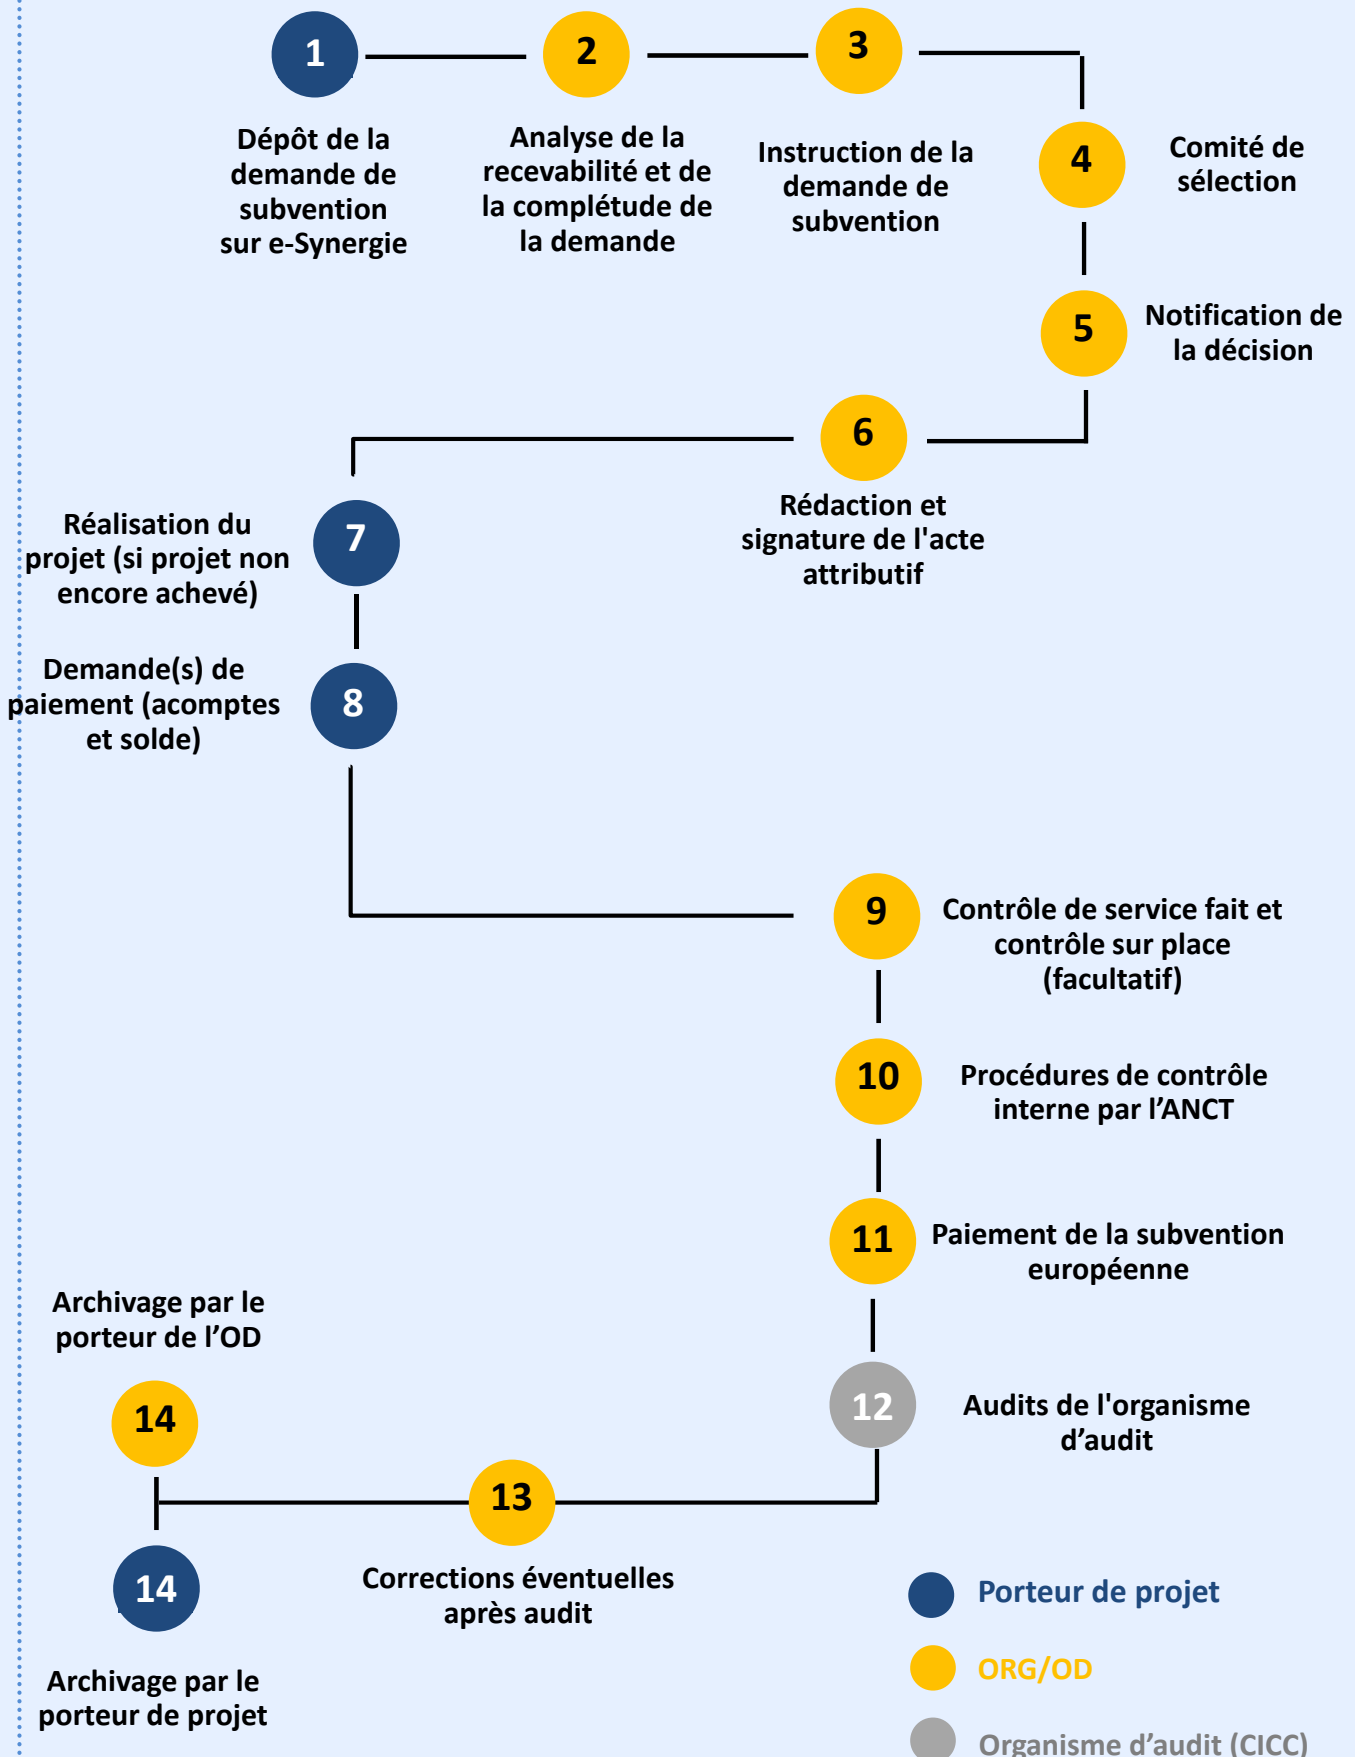 1
Dépôt de la
demande de
subvention
sur e-Synergie
2
Analyse de la
recevabilité et de
la complétude de
la demande
3
Instruction de la
demande de
subvention
4
Comité de
sélection
5
Notification de
la décision
6
Rédaction et
signature de l'acte
attributif
7
Réalisation du
projet (si projet non
encore achevé)
8
Demande(s) de
paiement (acomptes
et solde)
9
Contrôle de service fait et
contrôle sur place
(facultatif)
10
Procédures de contrôle
interne par l’ANCT
11
Paiement de la subvention
européenne
12
Audits de l'organisme
d’audit
13
Corrections éventuelles
après audit
Archivage par le
porteur de l’OD
14
14
Archivage par le
porteur de projet
Porteur de projet
ORG/OD
Organisme d’audit (CICC)